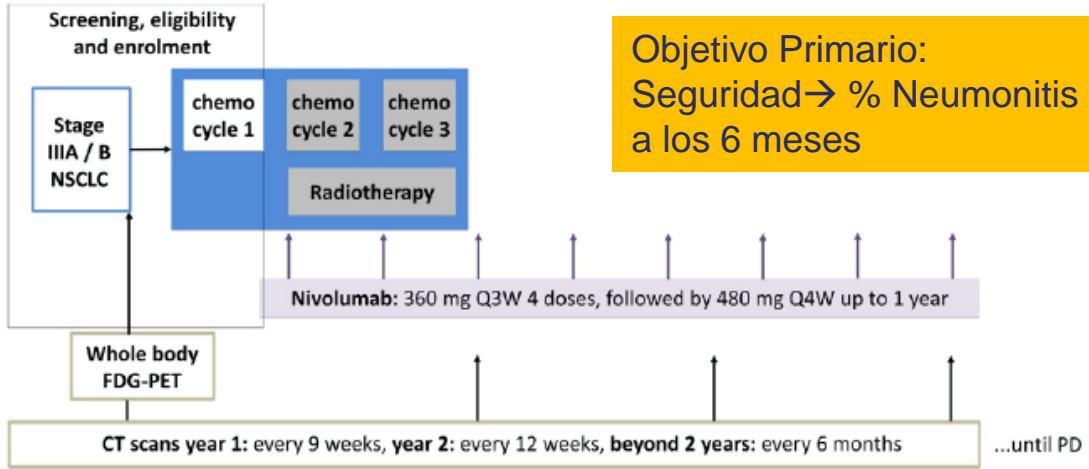 Screening, eligibility
and enrolment
Objetivo Primario:
Seguridad→ % Neumonitis
a los 6 meses
Stage
IIIA / B
NSCLC
chemo
cycle 1
chemo
cycle 2
chemo
cycle 3
Radiotherapy
Nivolumab: 360 mg Q3W 4 doses, followed by 480 mg Q4W up to 1 year
Whole body
FDG-PET
CT scans year 1: every 9 weeks, year 2: every 12 weeks, beyond 2 years: every 6 months
...until PD